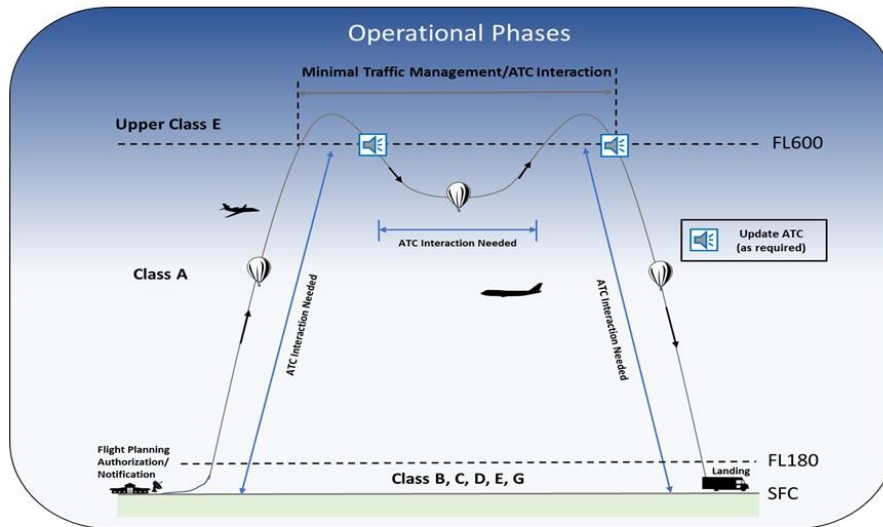 Operational Phases
Minimal Traffic Management/ATC Interaction
Upper Class E
FL600
ATC Interaction Needed
Update ATC
(as required)
Class A
ATC Interaction Needed
ATC Interaction Needed
Flight Planning
Authorization/
Notification
FL180
Landing
Class B, C, D, E, G
SFC